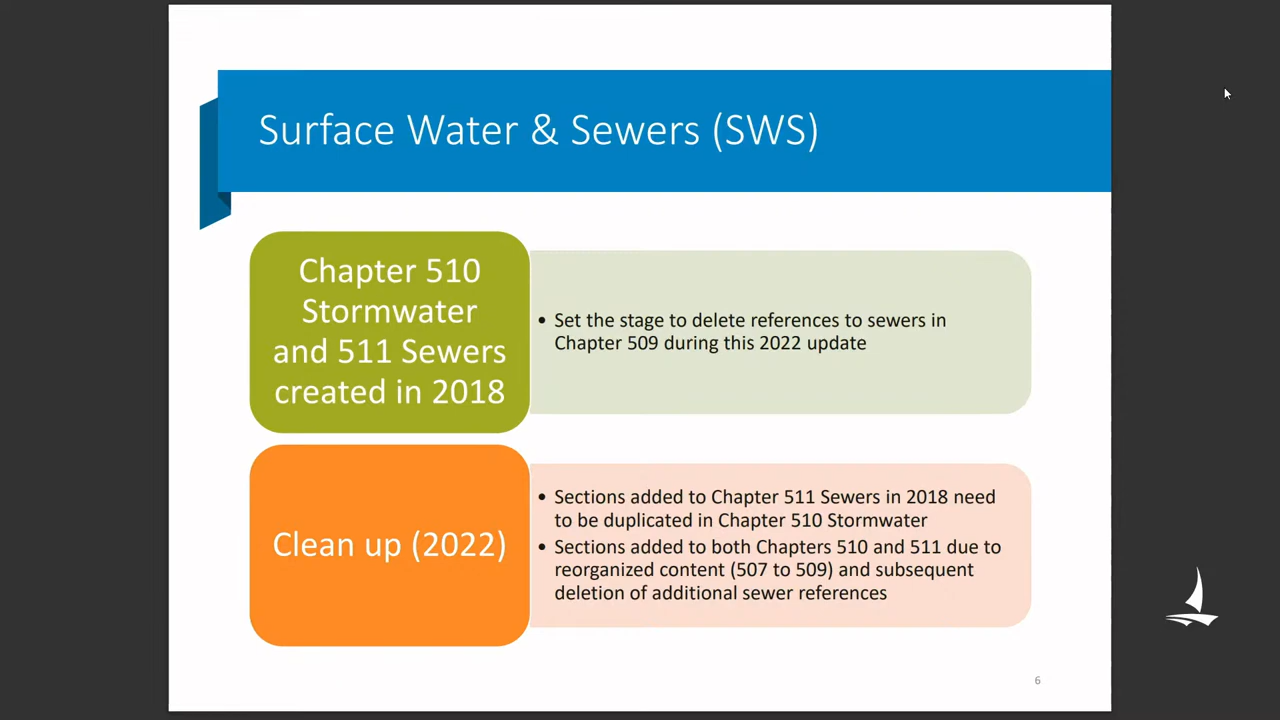 Surface Water & Sewers (SWS)
Chapter 510
Stormwater
and 511 Sewers
created in 2018
• Set the stage to delete references to sewers in
Chapter 509 during this 2022 update
Clean up (2022)
• Sections added to Chapter 511 Sewers in 2018 need
to be duplicated in Chapter 510 Stormwater
• Sections added to both Chapters 510 and 511 due to
reorganized content (507 to 509) and subsequent
deletion of additional sewer references
6